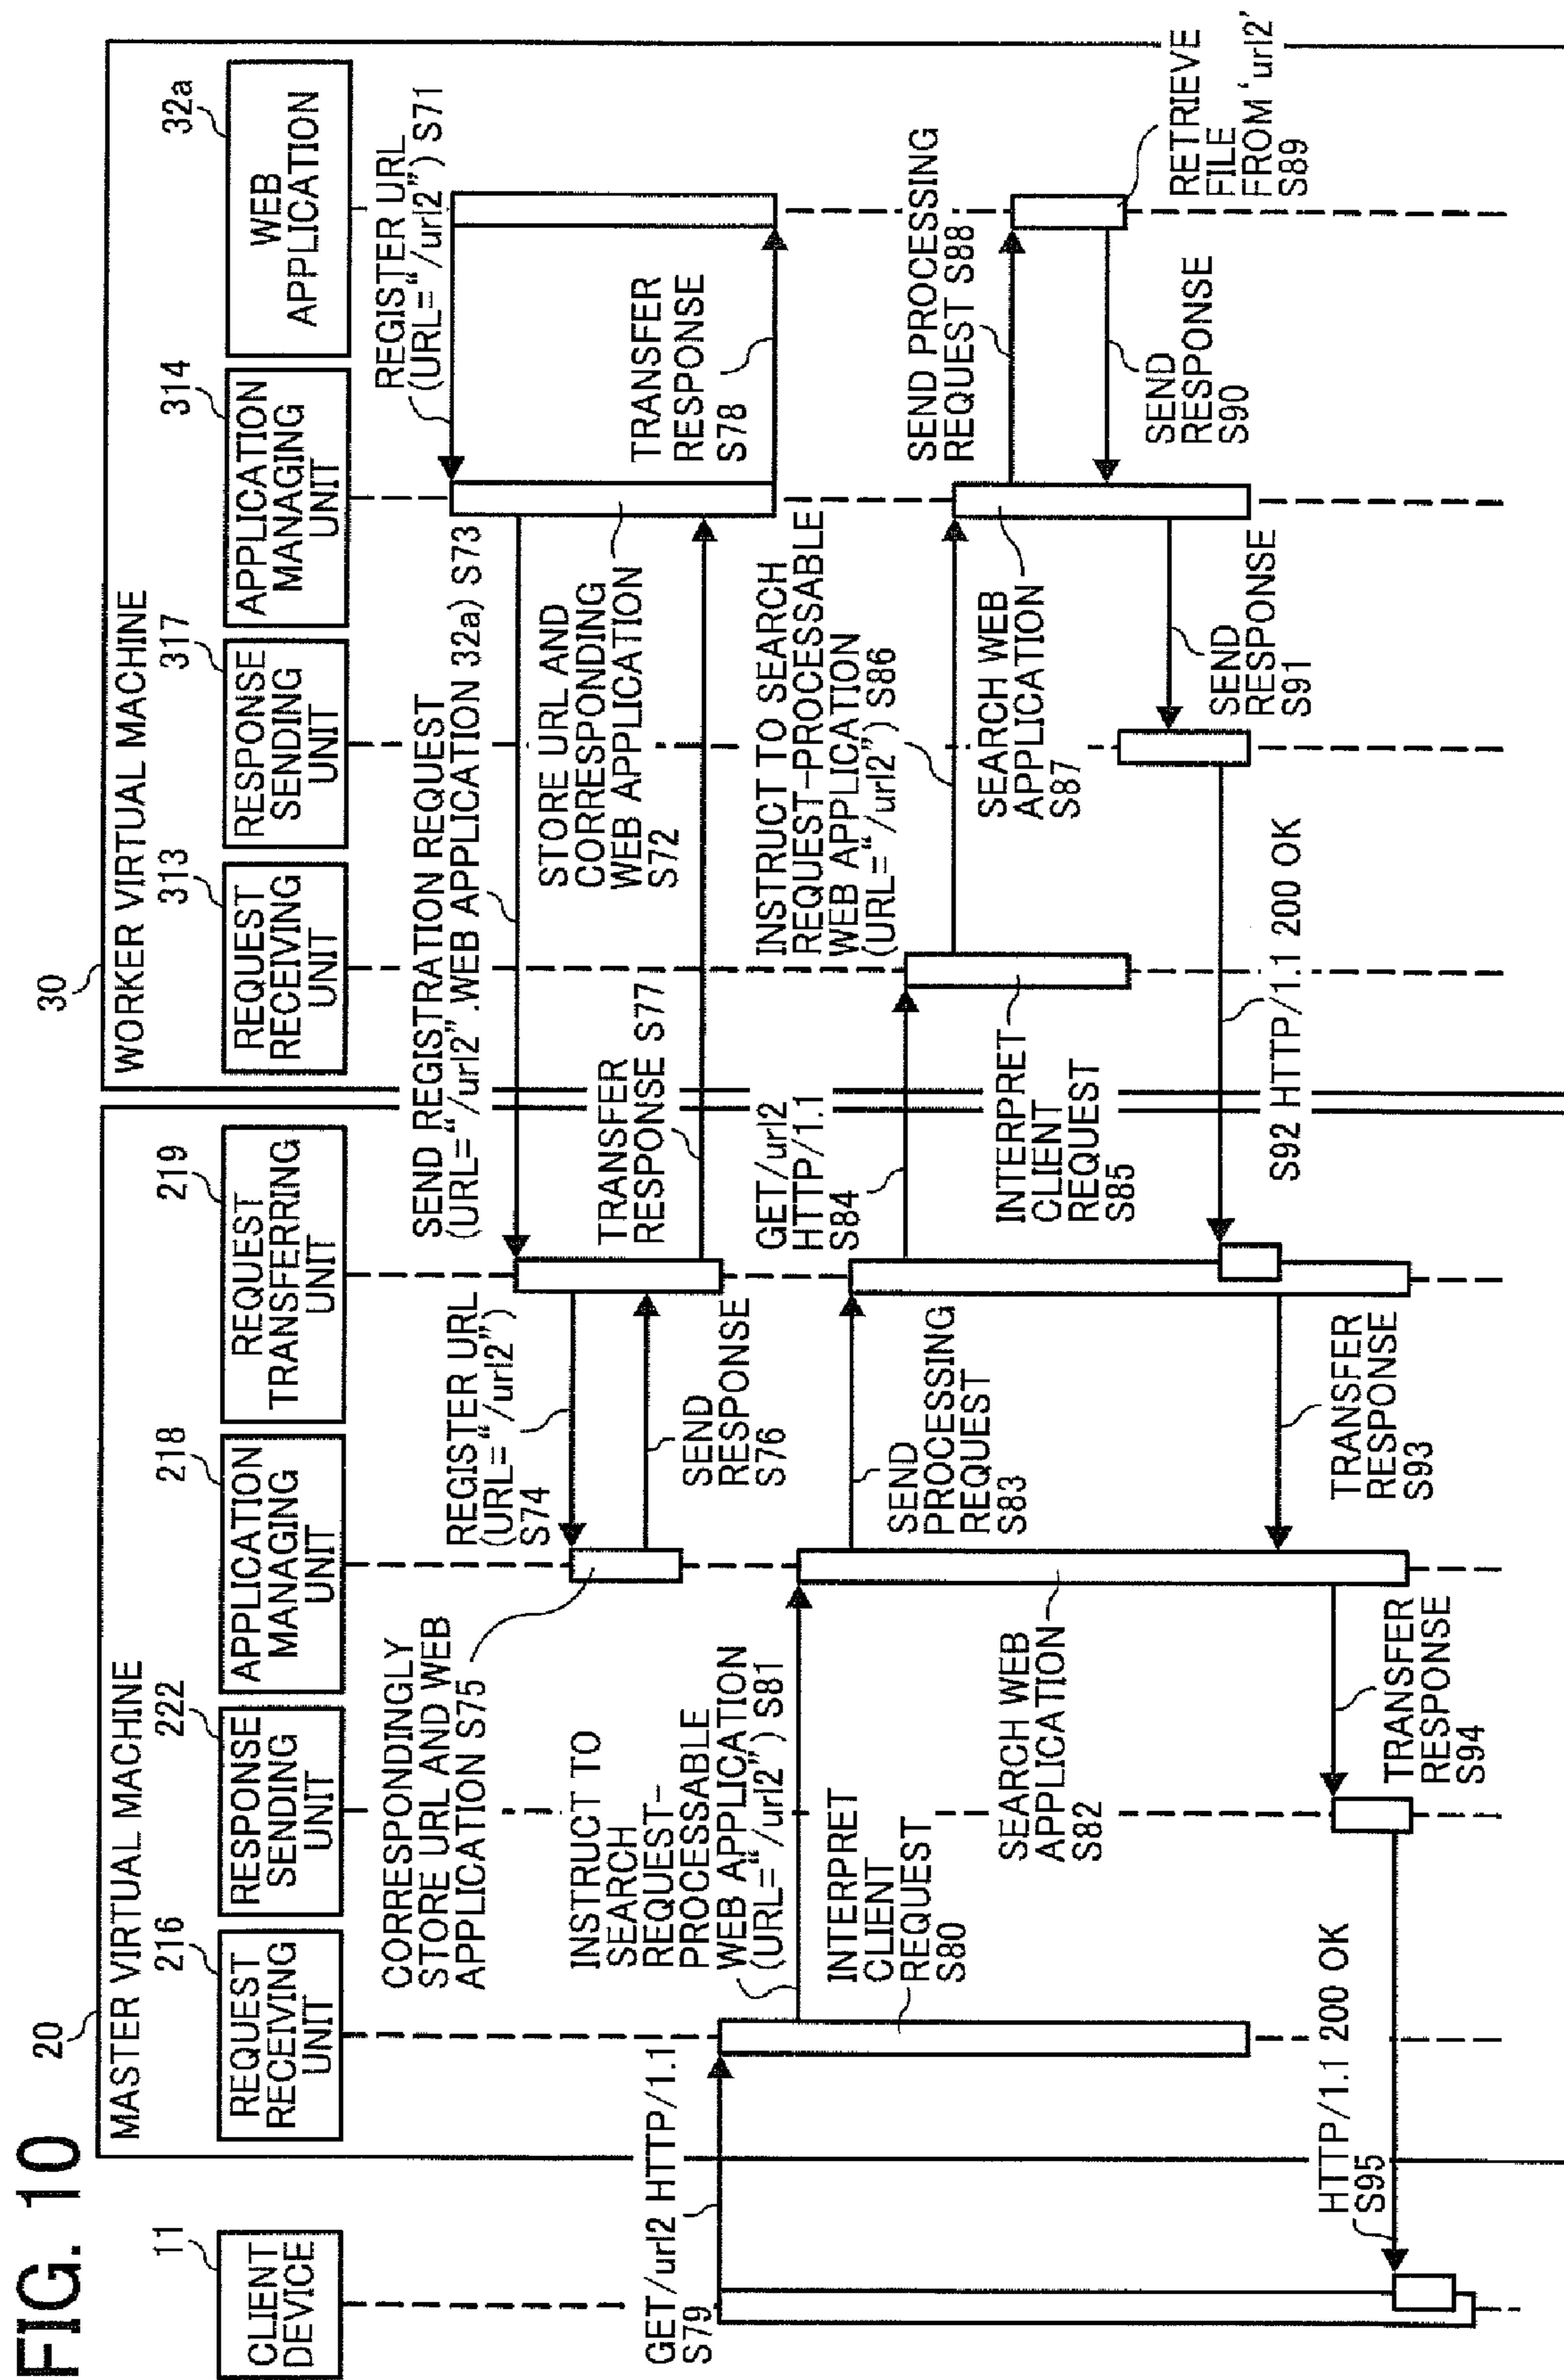 FIG. 10
11
CLIENT
DEVICE
20
MASTER VIRTUAL MACHINE
216
REQUEST
RECEIVING
UNIT
222
RESPONSE
SENDING
UNIT
218
APPLICATION
MANAGING
UNIT
219
REQUEST
TRANSFERRING
UNIT
30
WORKER VIRTUAL MACHINE
313
REQUEST
RECEIVING
UNIT
317
RESPONSE
SENDING
UNIT
314
APPLICATION
MANAGING
UNIT
32a
WEB
APPLICATION
REGISTER URL
(URL=“/url2”) S71
STORE URL AND
CORRESPONDING
WEB APPLICATION
S72
SEND REGISTRATION REQUEST
(URL=“/url2”.WEB APPLICATION 32a) S73
REGISTER URL
(URL=“/url2”)
S74
CORRESPONDINGLY
STORE URL AND WEB
APPLICATION S75
SEND
RESPONSE
S76
TRANSFER
RESPONSE S77
TRANSFER
RESPONSE
S78
GET/url2 HTTP/1.1
S79
INTERPRET
CLIENT
REQUEST
S80
INSTRUCT TO
SEARCH
REQUEST-
PROCESSABLE
WEB APPLICATION
(URL=“/url2”) S81
SEARCH WEB
APPLICATION
S82
SEND
PROCESSING
REQUEST
S83
GET/url2
HTTP/1.1
S84
INTERPRET
CLIENT
REQUEST
S85
INSTRUCT TO SEARCH
REQUEST-PROCESSABLE
WEB APPLICATION
(URL=“/url2”) S86
SEARCH WEB
APPLICATION
S87
SEND PROCESSING
REQUEST S88
RETRIEVE
FILE
FROM ‘url2’
S89
SEND
RESPONSE
S90
SEND
RESPONSE
S91
S92 HTTP/1.1 200 OK
TRANSFER
RESPONSE
S93
TRANSFER
RESPONSE
S94
HTTP/1.1 200 OK
S95